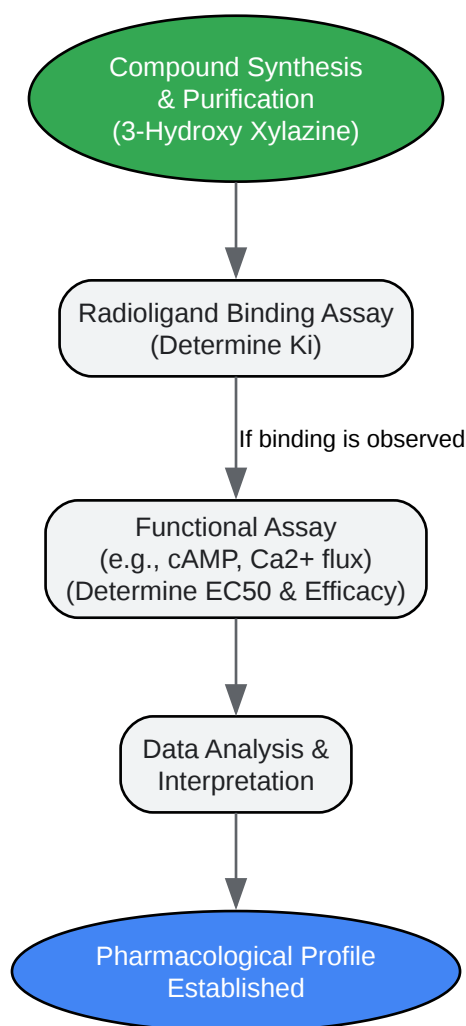 Compound Synthesis
& Purification
(3-Hydroxy Xylazine)
Radioligand Binding Assay
(Determine Ki)
If binding is observed
Functional Assay
(e.g., cAMP, Ca2+ flux)
(Determine EC50 & Efficacy)
Data Analysis &
Interpretation
Pharmacological Profile
Established